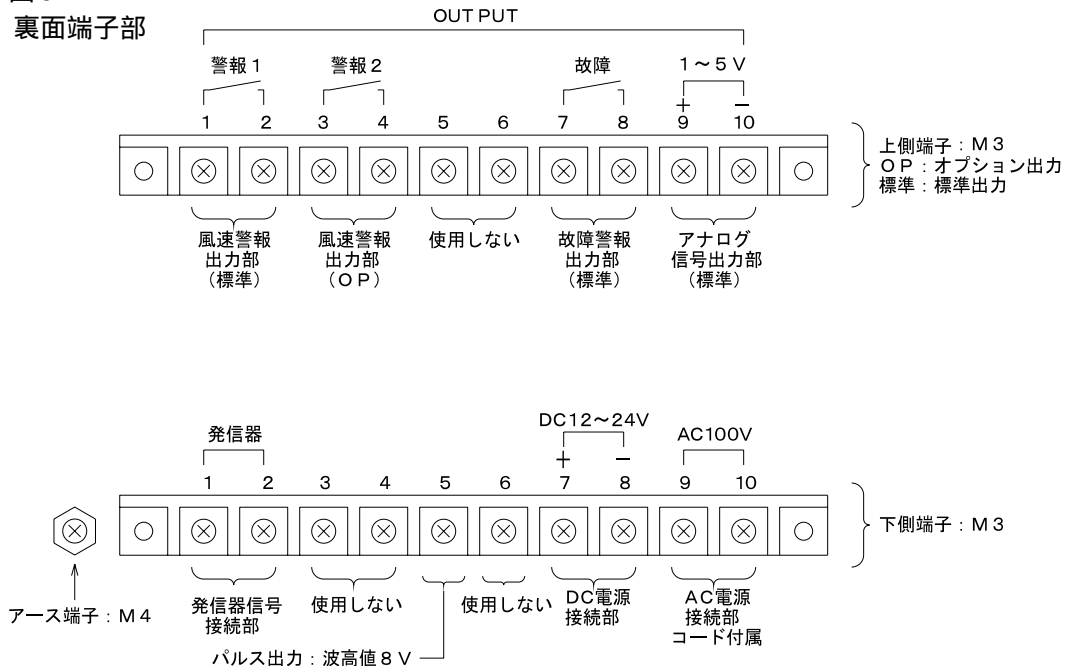 裏面端子部
OUT PUT
警報1 警報2 故障 1～5V
+ −
1 2 3 4 5 6 7 8 9 10
上側端子：M3
OP：オプション出力
標準：標準出力
風速警報 風速警報 使用しない 故障警報 アナログ
出力部 出力部 出力部 信号出力部
（標準） （OP） （標準） （標準）
DC12～24V
発信器 AC100V
+ −
1 2 3 4 5 6 7 8 9 10
下側端子：M3
アース端子：M4
発信器信号 使用しない 使用しない DC電源 AC電源
接続部 接続部 接続部
コード付属
パルス出力：波高値8V